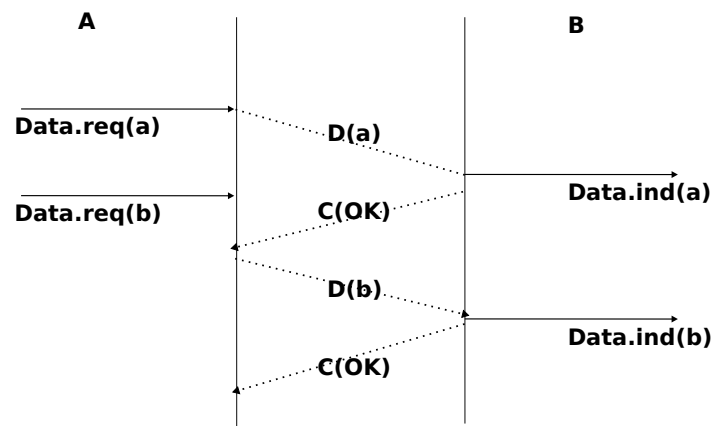 A
B
Data.req(a)
D(a)
Data.ind(a)
Data.req(b)
C(OK)
D(b)
Data.ind(b)
C(OK)